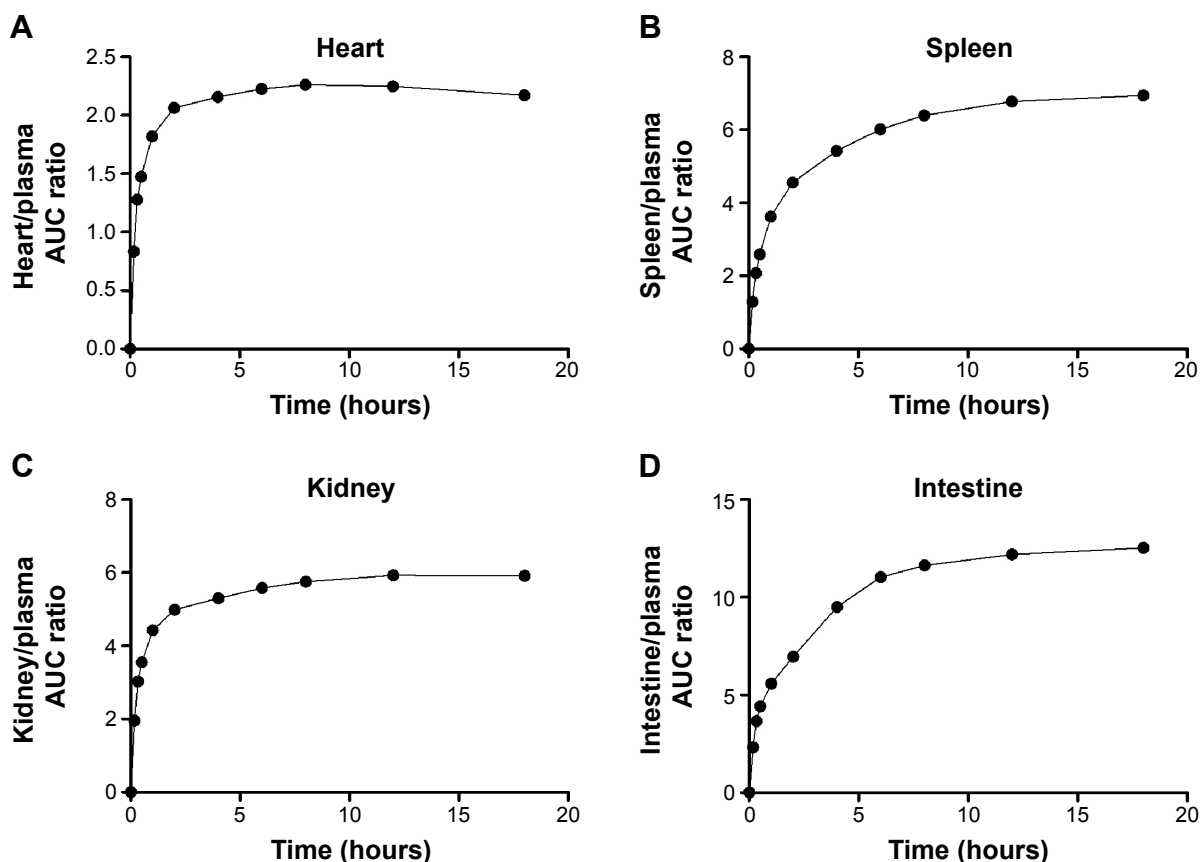 A
Heart
Heart/plasma
AUC ratio
2.5
2.0
1.5
1.0
0.5
0.0
0 5 10 15 20
Time (hours)
B
Spleen
Spleen/plasma
AUC ratio
8
6
4
2
0
0 5 10 15 20
Time (hours)
C
Kidney
Kidney/plasma
AUC ratio
8
6
4
2
0
0 5 10 15 20
Time (hours)
D
Intestine
Intestine/plasma
AUC ratio
15
10
5
0
0 5 10 15 20
Time (hours)